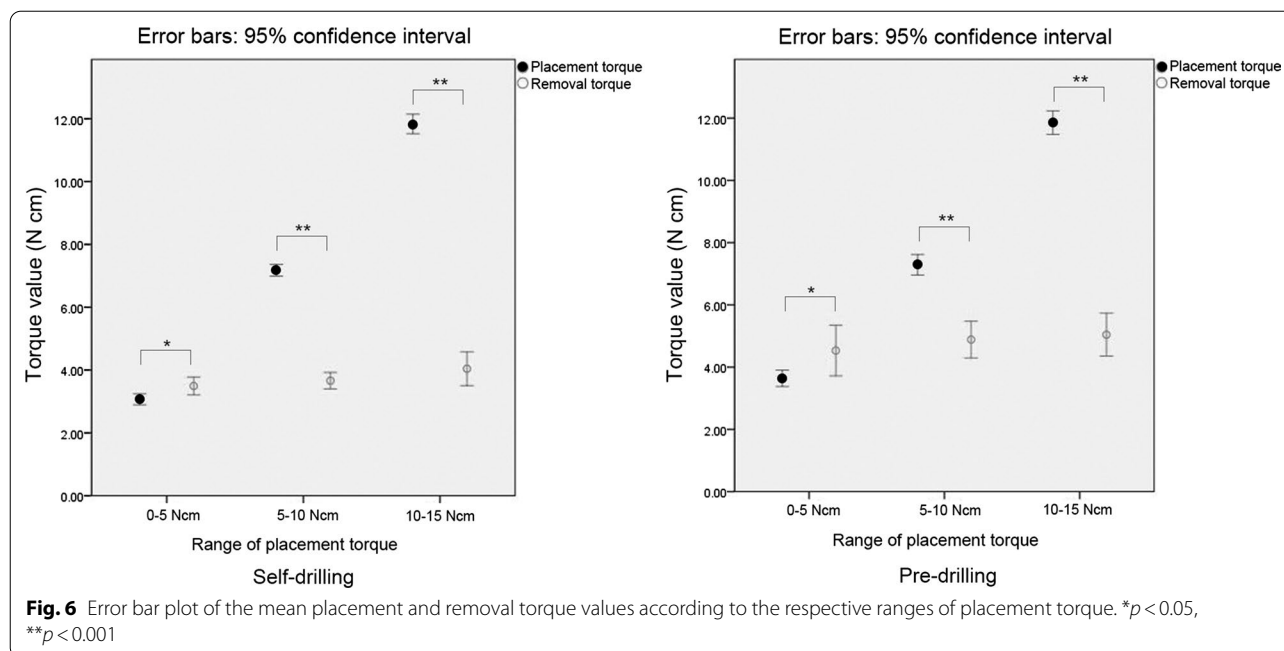 Error bars: 95% confidence interval
Placement torque
Removal torque
Torque value (N cm)
12.00
10.00
8.00
6.00
4.00
2.00
0.00
*
**
**
0-5 Ncm
5-10 Ncm
10-15 Ncm
Range of placement torque
Self-drilling
Error bars: 95% confidence interval
Placement torque
Removal torque
Torque value (N cm)
12.00
10.00
8.00
6.00
4.00
2.00
0.00
*
**
**
0-5 Ncm
5-10 Ncm
10-15 Ncm
Range of placement torque
Pre-drilling
Fig. 6 Error bar plot of the mean placement and removal torque values according to the respective ranges of placement torque. *p < 0.05,
**p < 0.001